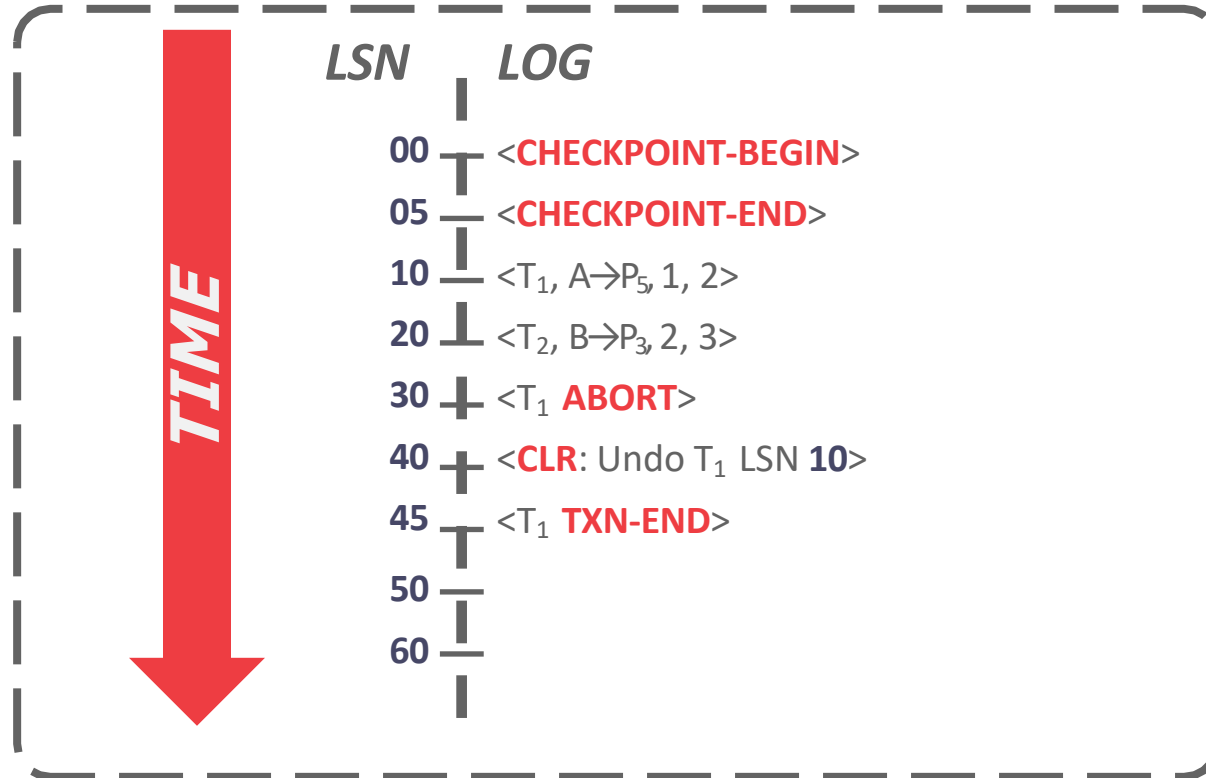 TIME
LSN LOG
00 <CHECKPOINT-BEGIN>
05 <CHECKPOINT-END>
10 <T₁, A→P₅, 1, 2>
20 <T₂, B→P₃, 2, 3>
30 <T₁ ABORT>
40 <CLR: Undo T₁ LSN 10>
45 <T₁ TXN-END>
50
60